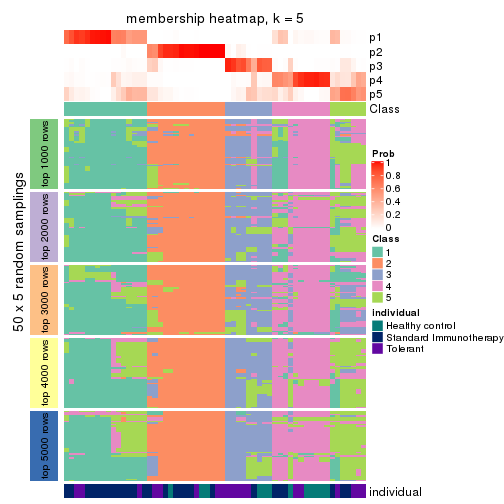 membership heatmap, k = 5
p1
p2
p3
p4
p5
Class
50 x 5 random samplings
top 1000 rows
top 2000 rows
top 3000 rows
top 4000 rows
top 5000 rows
individual
Prob
1
0.8
0.6
0.4
0.2
0
Class
1
2
3
4
5
individual
Healthy control
Standard Immunotherapy
Tolerant